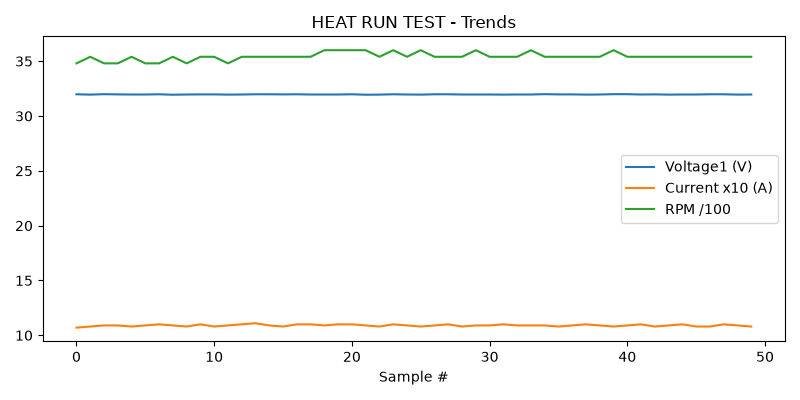 HEAT RUN TEST - Trends
35
30
25
20
15
10
Voltage1 (V)
Current x10 (A)
RPM /100
0
10
20
30
40
50
Sample #